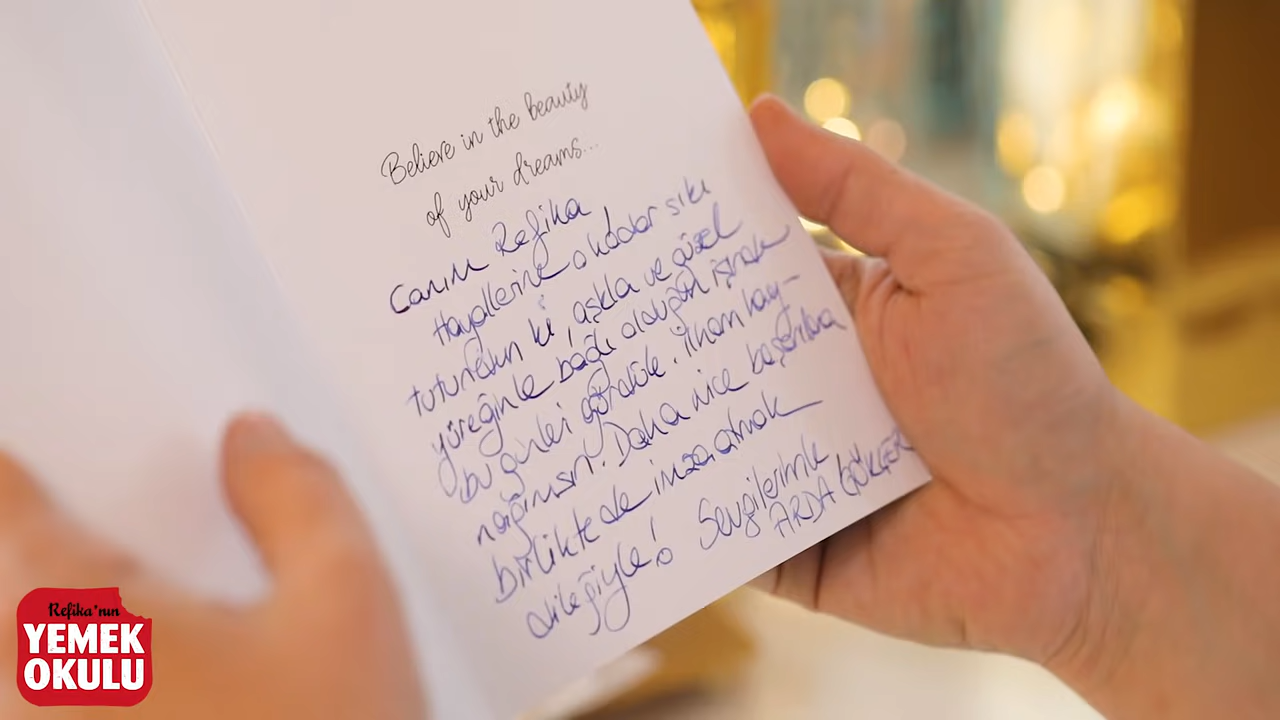 Believe in the beauty
of your dreams...
Canım Refika
Hayallerine o kadar sıkı
tutundun ki, aşkla ve güzel
yüreğinle bağlı olduğun işinde
bu günleri gördük. İlham kay-
nağımsın. Daha nice başarılara
birlikte de imza atmak
dileğiyle!
Sevgilerimle
ARDA GÖKÇER
Refika'nın
YEMEK
OKULU